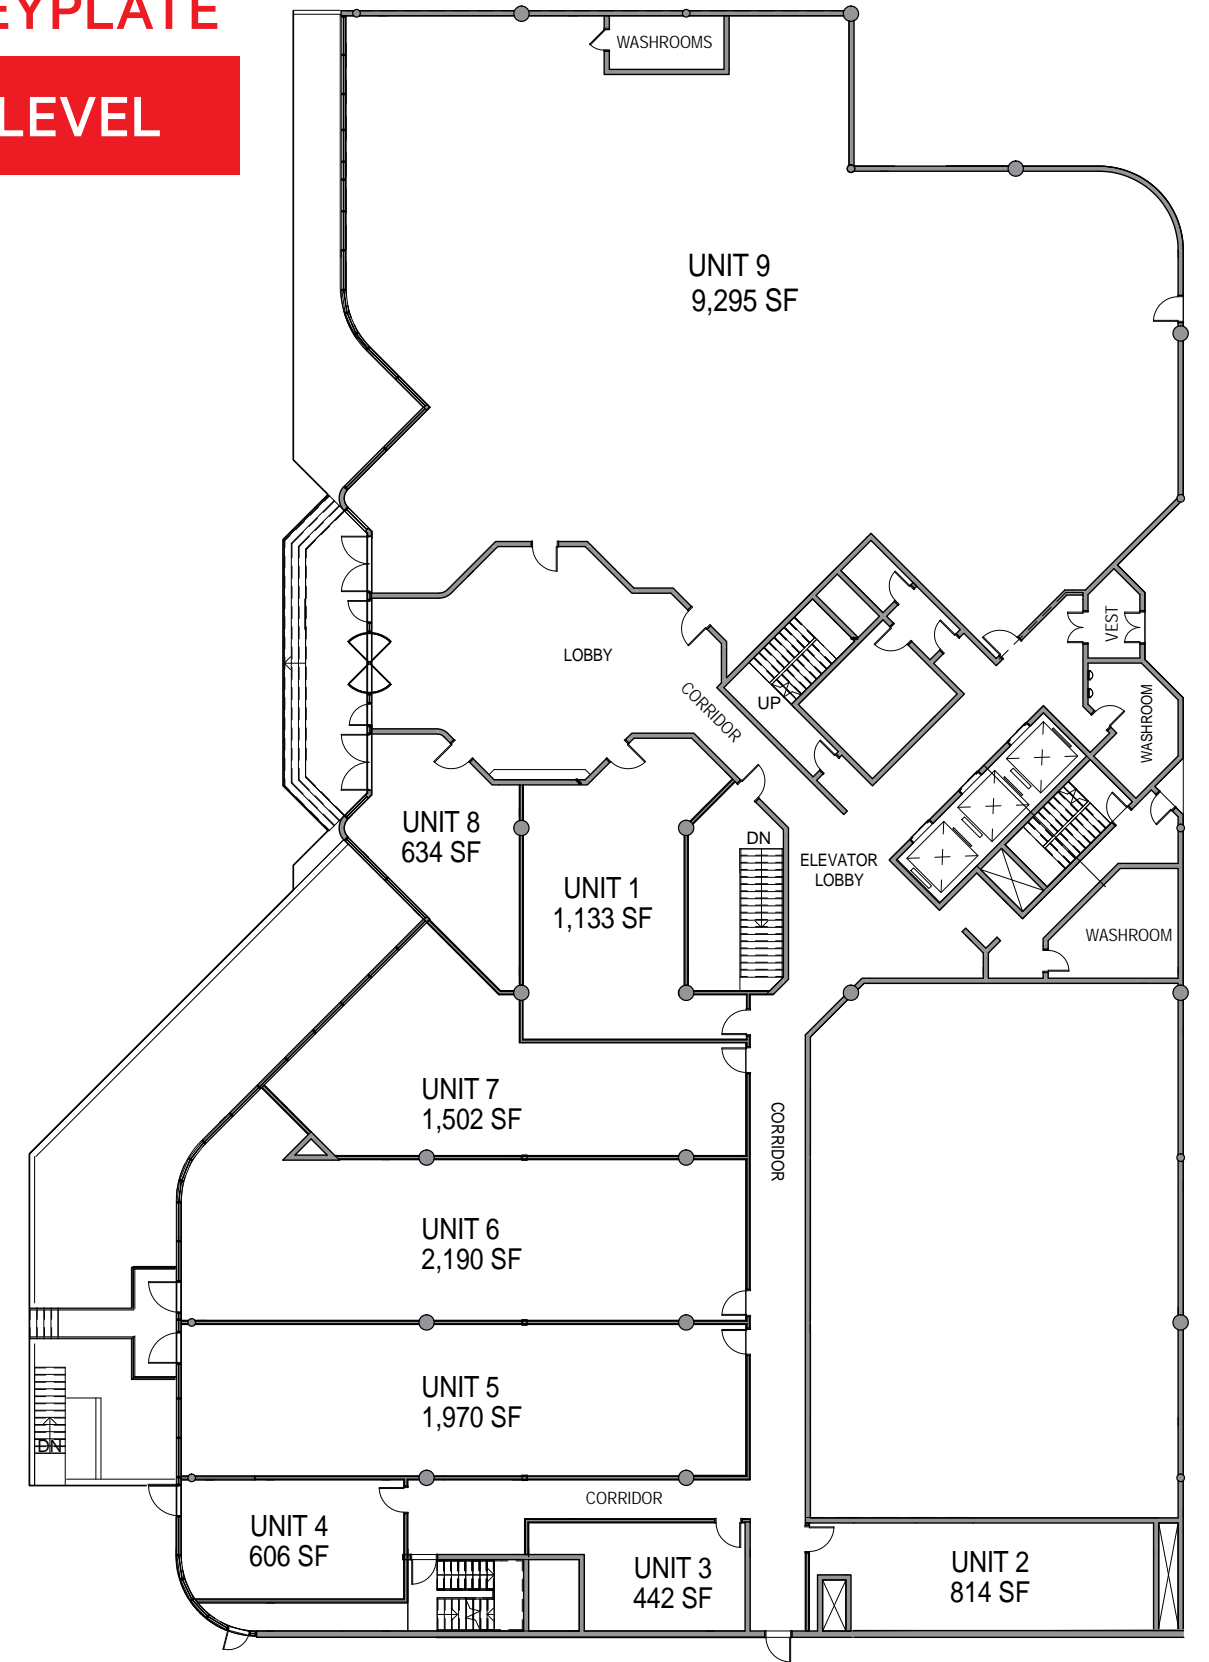 EYPLATE
LEVEL
WASHROOMS
UNIT 9
9,295 SF
VEST
LOBBY
CORRIDOR
UP
WASHROOM
UNIT 8
634 SF
DN
ELEVATOR
LOBBY
UNIT 1
1,133 SF
WASHROOM
UNIT 7
1,502 SF
CORRIDOR
UNIT 6
2,190 SF
UNIT 5
1,970 SF
DN
CORRIDOR
UNIT 4
606 SF
UNIT 3
442 SF
UNIT 2
814 SF